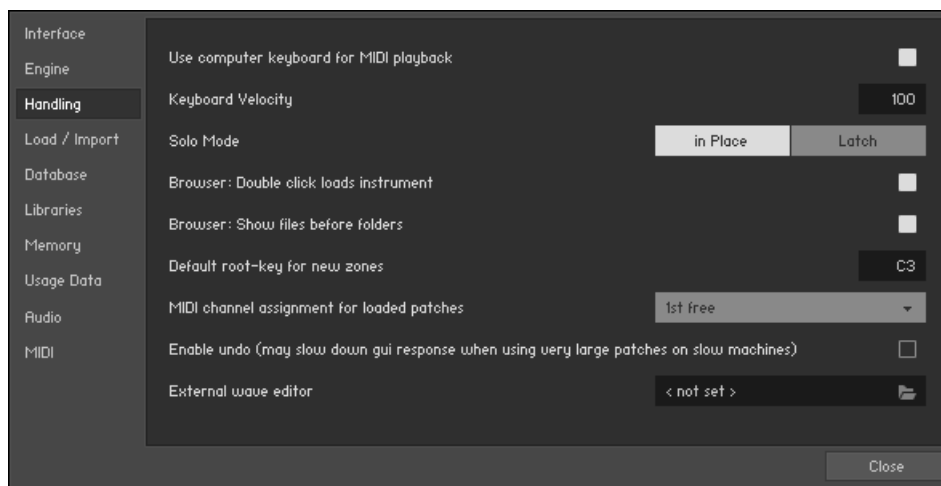 Interface
Engine
Handling
Load / Import
Database
Libraries
Memory
Usage Data
Audio
MIDI
Use computer keyboard for MIDI playback
Keyboard Velocity 100
Solo Mode in Place Latch
Browser: Double click loads instrument
Browser: Show files before folders
Default root-key for new zones C3
MIDI channel assignment for loaded patches 1st free
Enable undo (may slow down gui response when using very large patches on slow machines)
External wave editor < not set >
Close